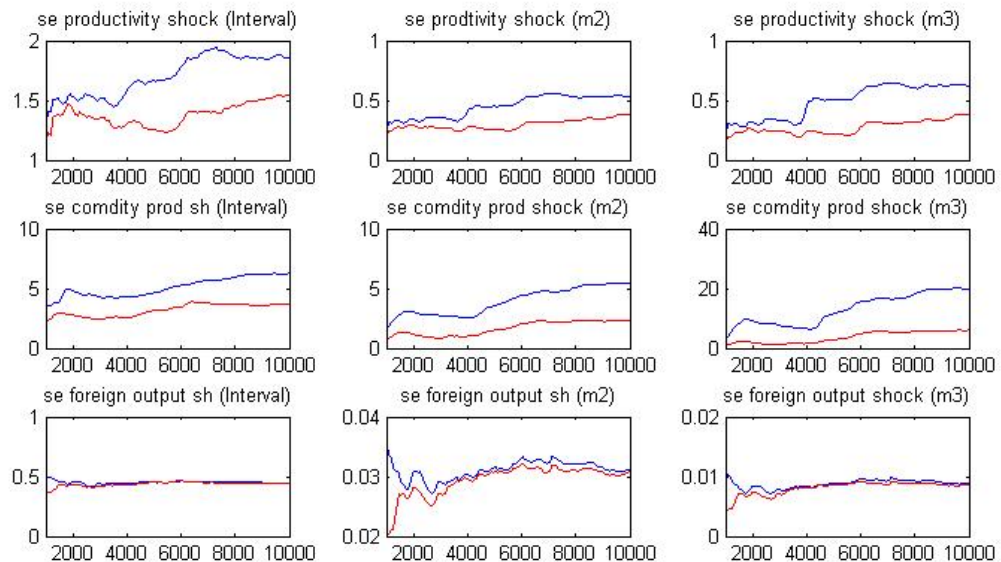 se productivity shock (Interval)
se prodtivity shock (m2)
se productivity shock (m3)
2
1.5
1
2000 4000 6000 8000 10000
1
0.5
0
2000 4000 6000 8000 10000
1
0.5
0
2000 4000 6000 8000 10000
se comdity prod sh (Interval)
se comdity prod shock (m2)
se comdity prod shock (m3)
10
5
0
2000 4000 6000 8000 10000
10
5
0
2000 4000 6000 8000 10000
40
20
0
2000 4000 6000 8000 10000
se foreign output sh (Interval)
se foreign output sh (m2)
se foreign output shock (m3)
1
0.5
0
2000 4000 6000 8000 10000
0.04
0.03
0.02
2000 4000 6000 8000 10000
0.02
0.01
0
2000 4000 6000 8000 10000